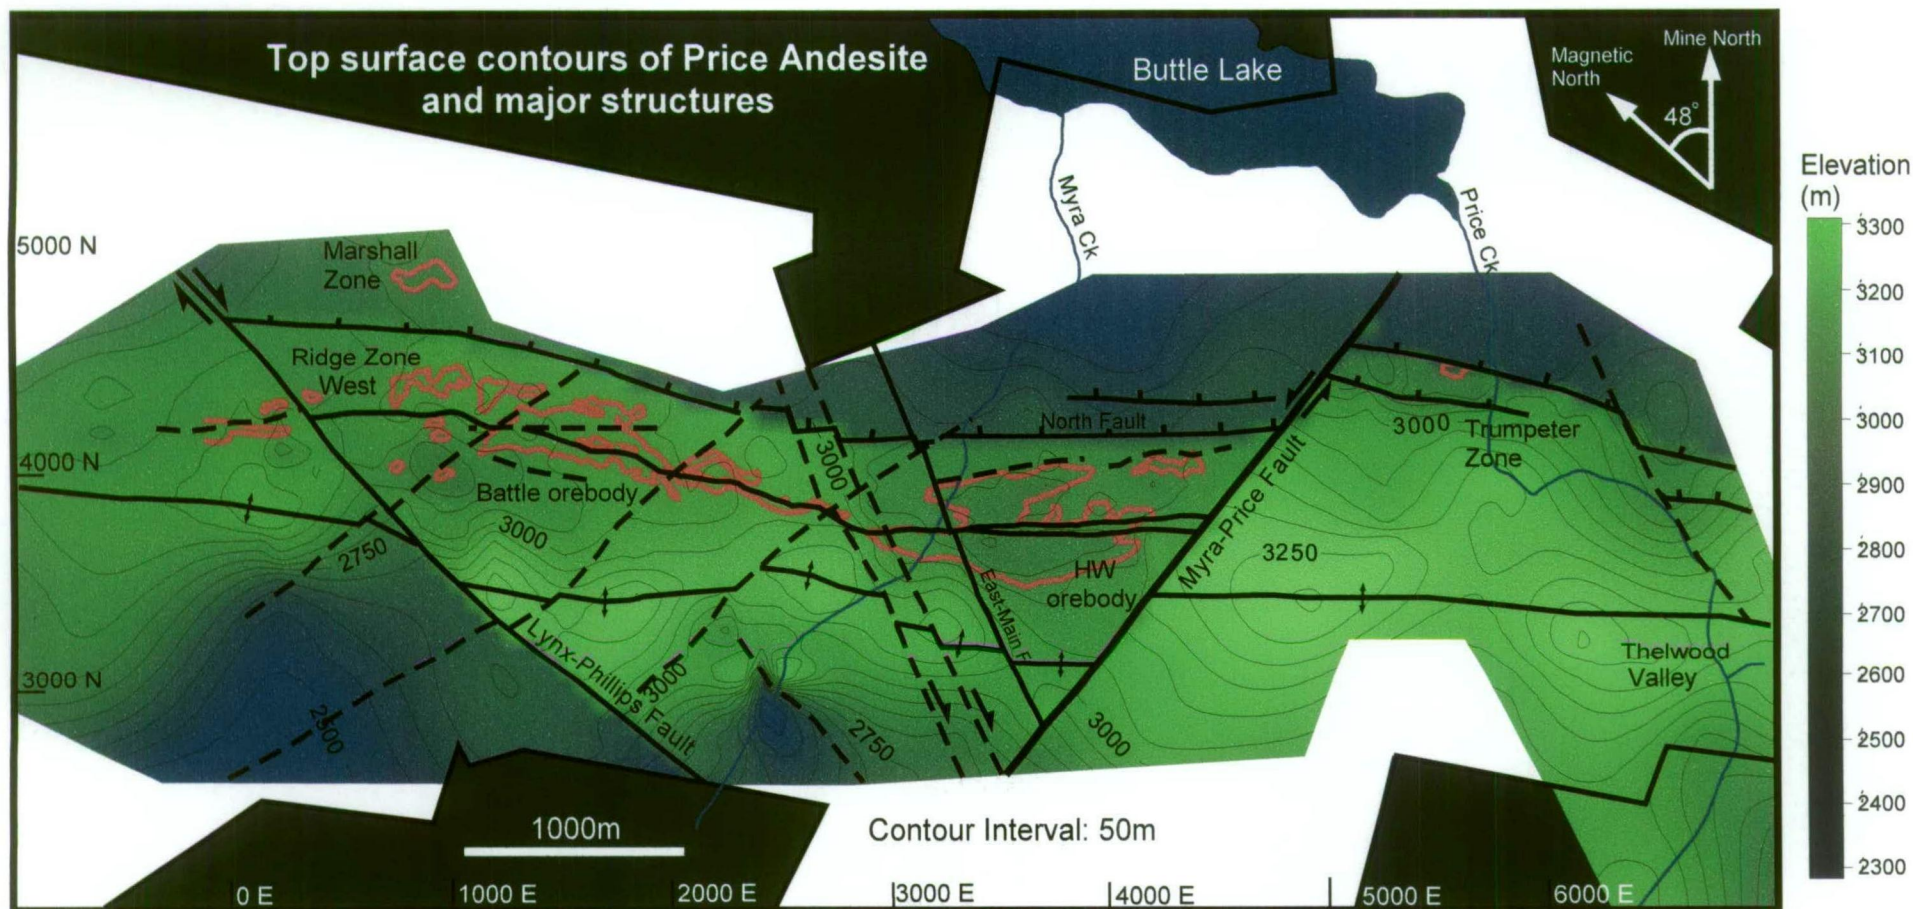 Top surface contours of Price Andesite
and major structures
Buttle Lake
Mine North
Magnetic
North
48°
Elevation
(m)
3300
3200
3100
3000
2900
2800
2700
2600
2500
2400
2300
Myra Ck
Price Ck
5000 N
4000 N
3000 N
Marshall
Zone
Ridge Zone
West
Battle orebody
3000
2750
North Fault
3000
3000
Trumpeter
Zone
3250
Myra-Price Fault
HW
orebody
East-Main F
Lynx-Phillips Fault
3000
2750
3000
Thelwood
Valley
1000m
Contour Interval: 50m
0 E
1000 E
2000 E
3000 E
4000 E
5000 E
6000 E